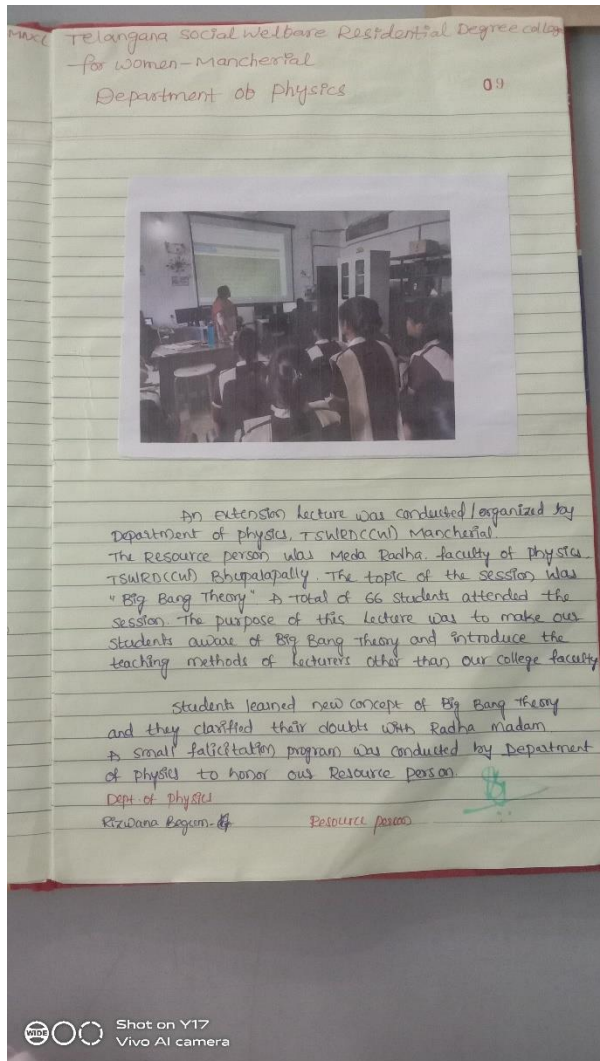 MNCL Telangana Social Welbare Residential Degree colleg
for women-Mancherial
Department ob Physics
09
An extension Lecture was conducted/organized by
Department of physics, TSWRDC(W) Mancherial.
The Resource person was Meda Radha, faculty of physics,
TSWRDC(W) Bhupalapally. The topic of the session was
"Big Bang Theory" A total of 66 students attended the
session. The purpose of this Lecture was to make our
students aware of Big Bang Theory and introduce the
teaching methods of Lecturers other than our college faculty
Students learned new concept of Big Bang Theory
and they clarified their doubts with Radha madam
A small falicitation program was conducted by Department
of physics to honor our Resource person.
Dept of physics
Rizwana Begum
Resource person
WIDE
Shot on Y17
Vivo AI camera